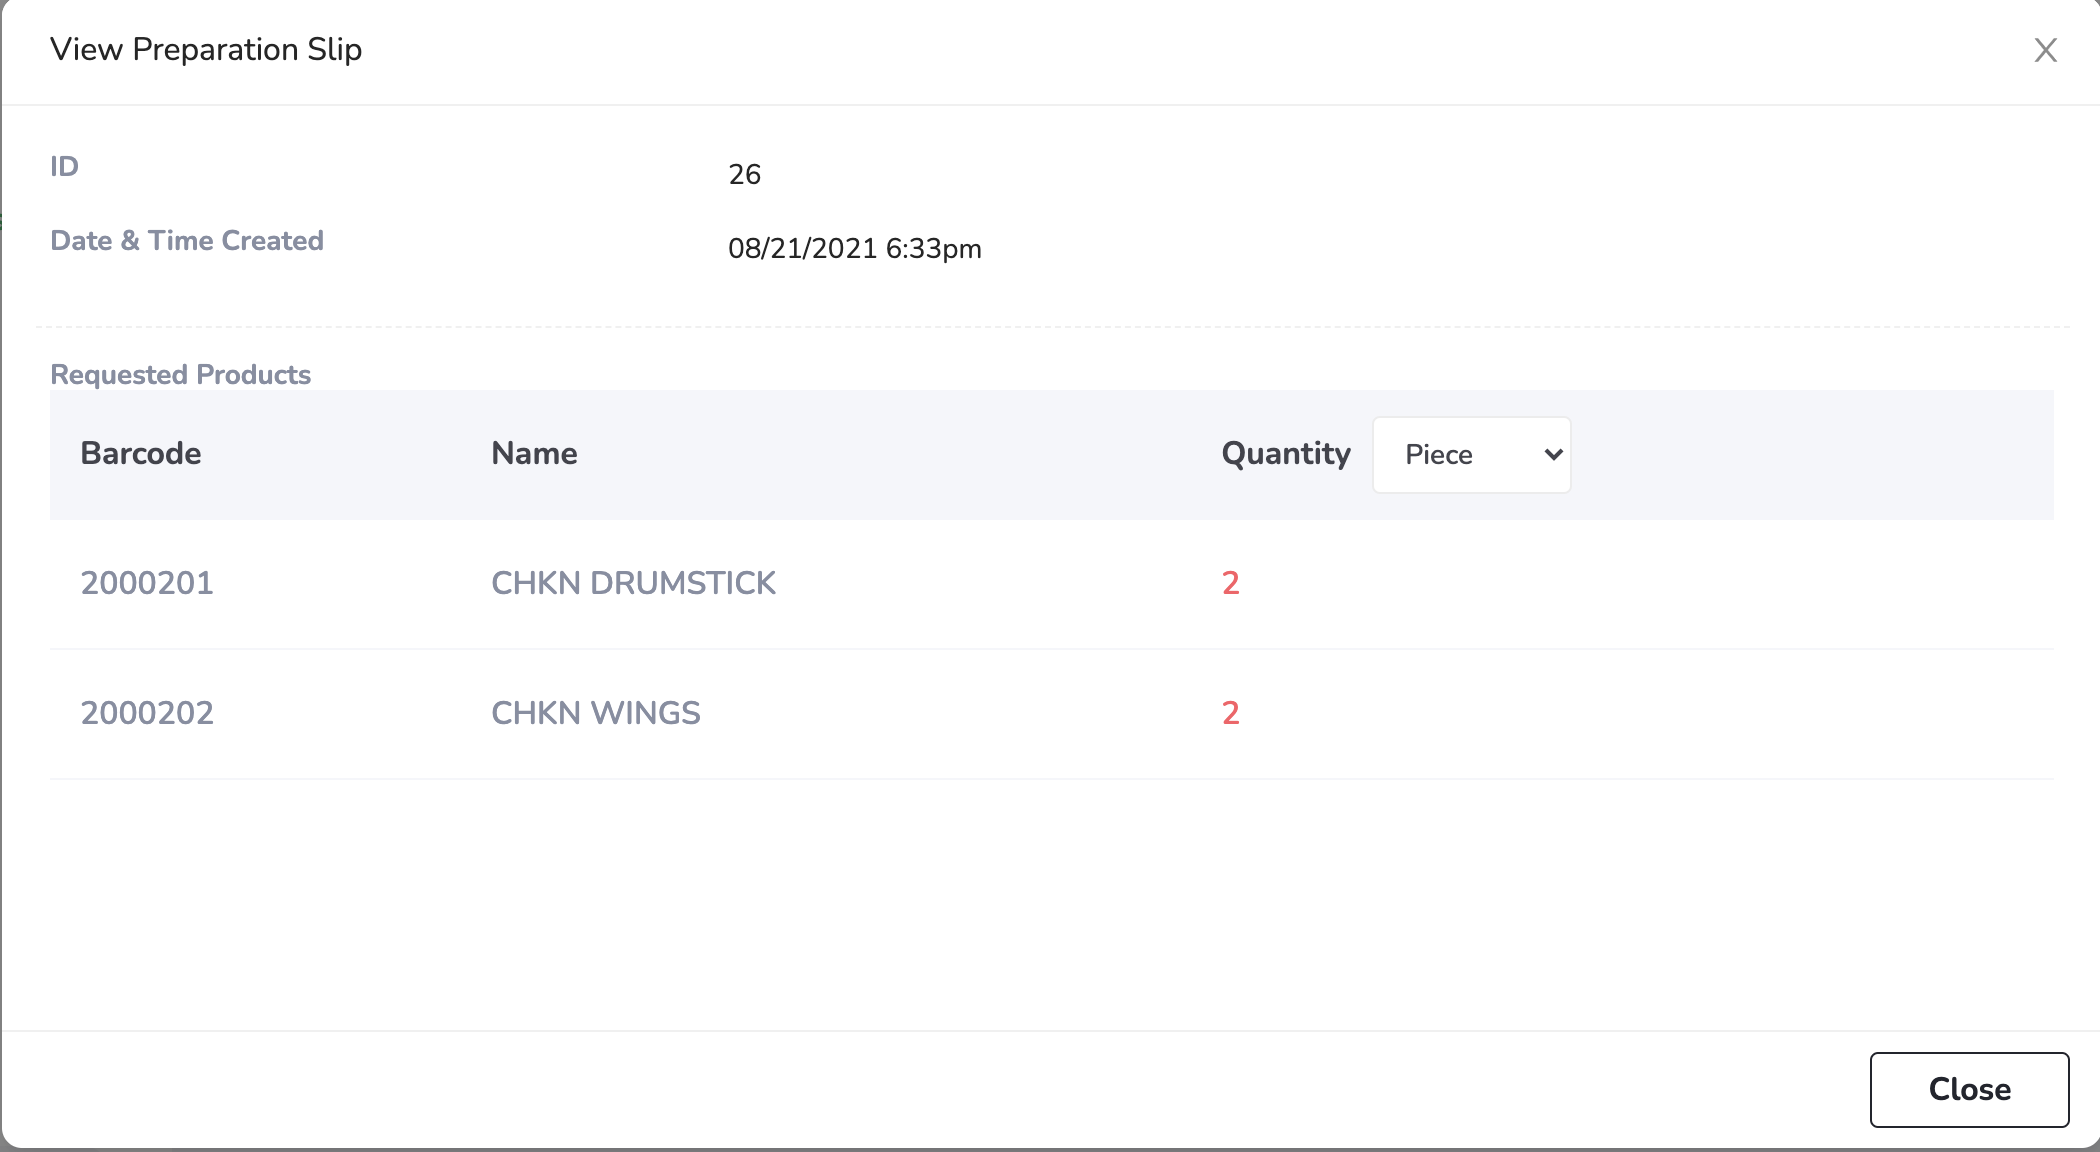 View Preparation Slip X
ID 26
Date & Time Created 08/21/2021 6:33pm
Requested Products
Barcode Name Quantity Piece
2000201 CHKN DRUMSTICK 2
2000202 CHKN WINGS 2
Close